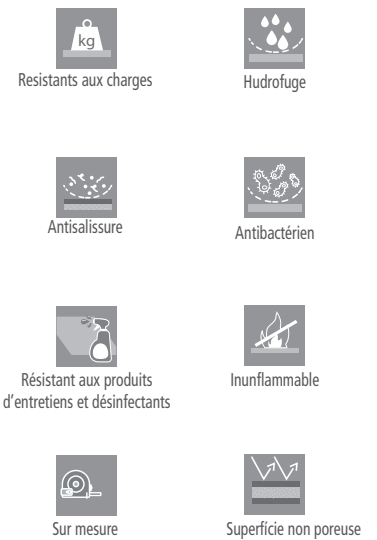 kg
Resistants aux charges
Hudrofuge
Antisalissure
Antibactérien
Résistant aux produits
d'entretiens et désinfectants
Inunflammable
Sur mesure
Superfície non poreuse